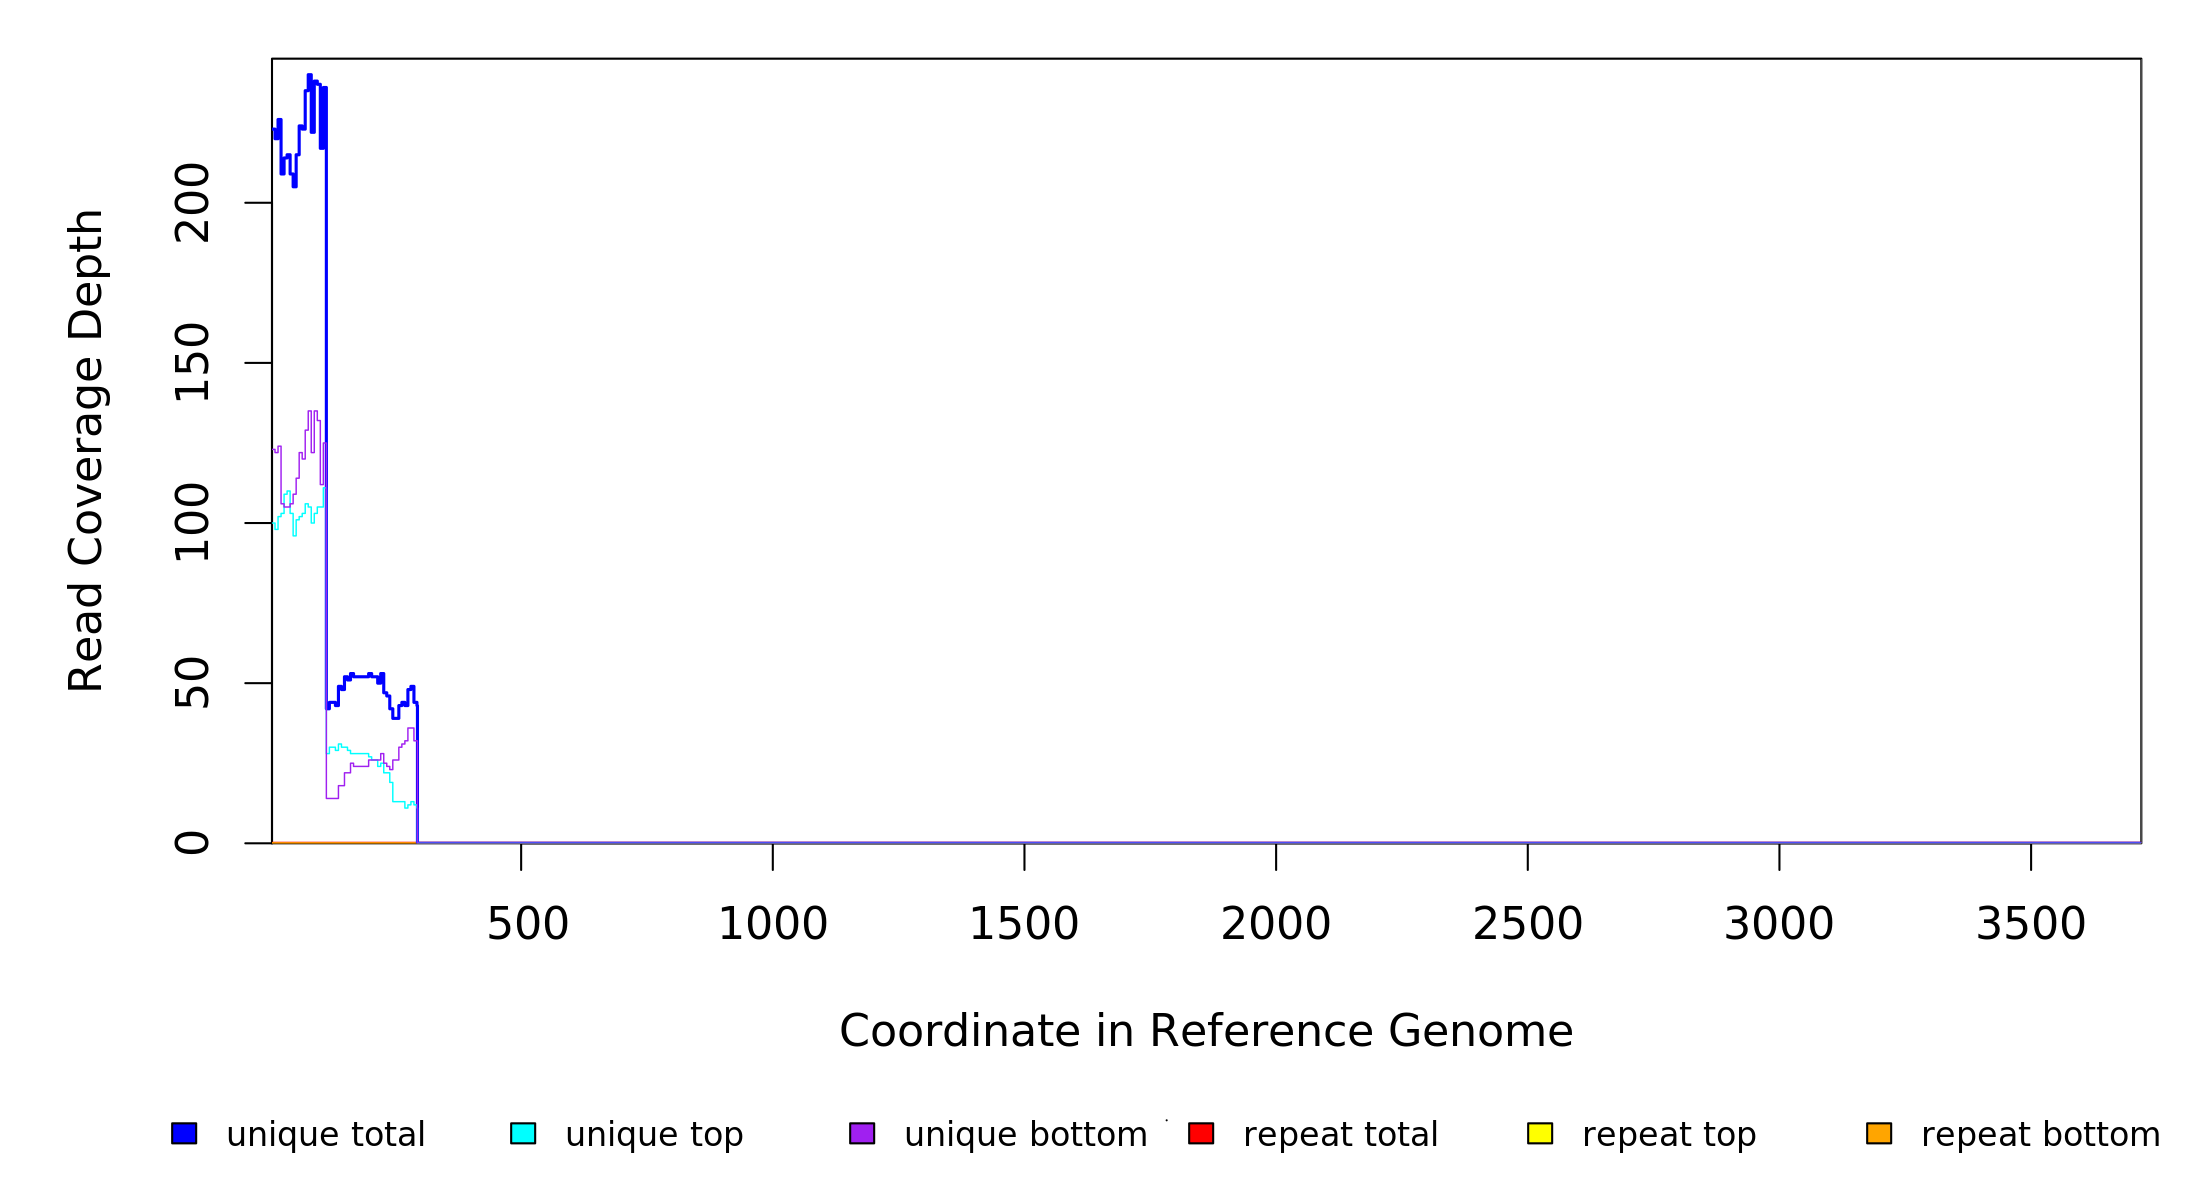 Read Coverage Depth
200
150
100
50
0
500 1000 1500 2000 2500 3000 3500
Coordinate in Reference Genome
unique total unique top unique bottom repeat total repeat top repeat bottom